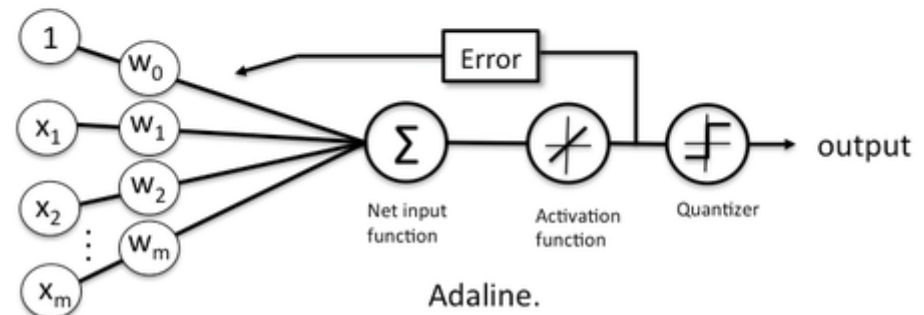 1
w₀
Error
x₁
w₁
Σ
output
x₂
w₂
⋮
wₘ
xₘ
Net input
function
Activation
function
Quantizer
Adaline.